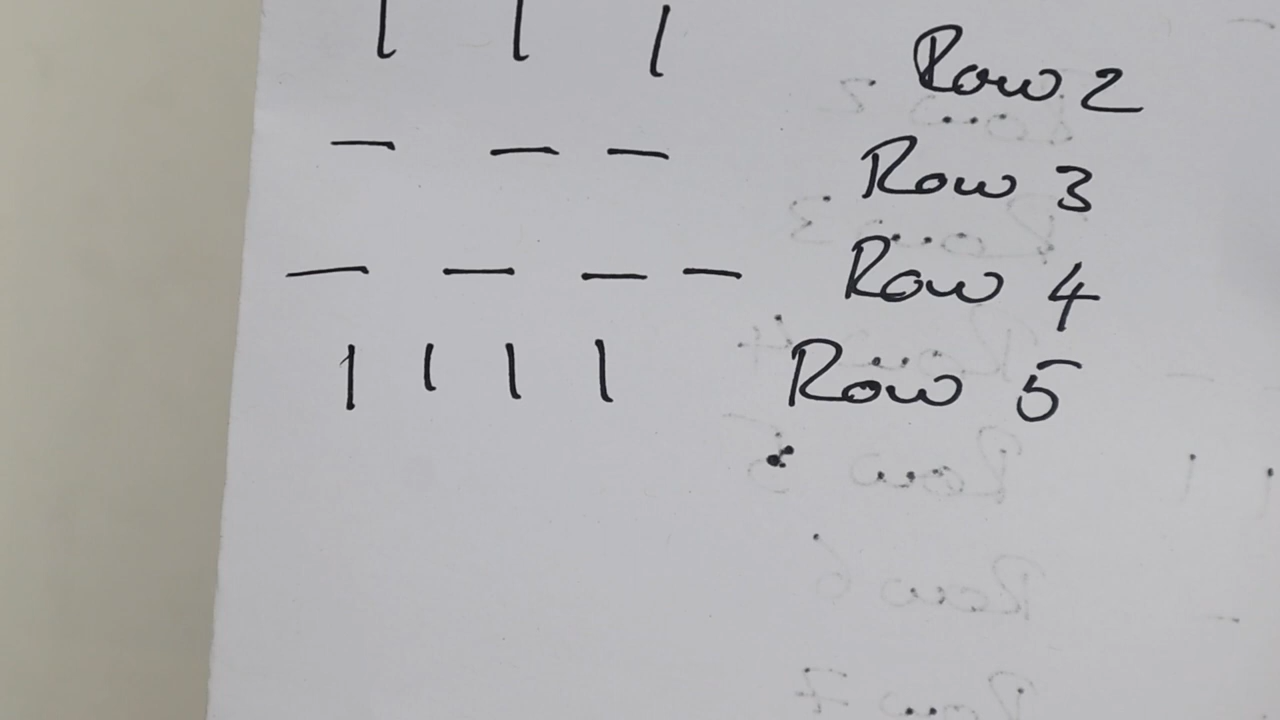 | | | Row 2
— — — Row 3
— — — — Row 4
| | | | Row 5